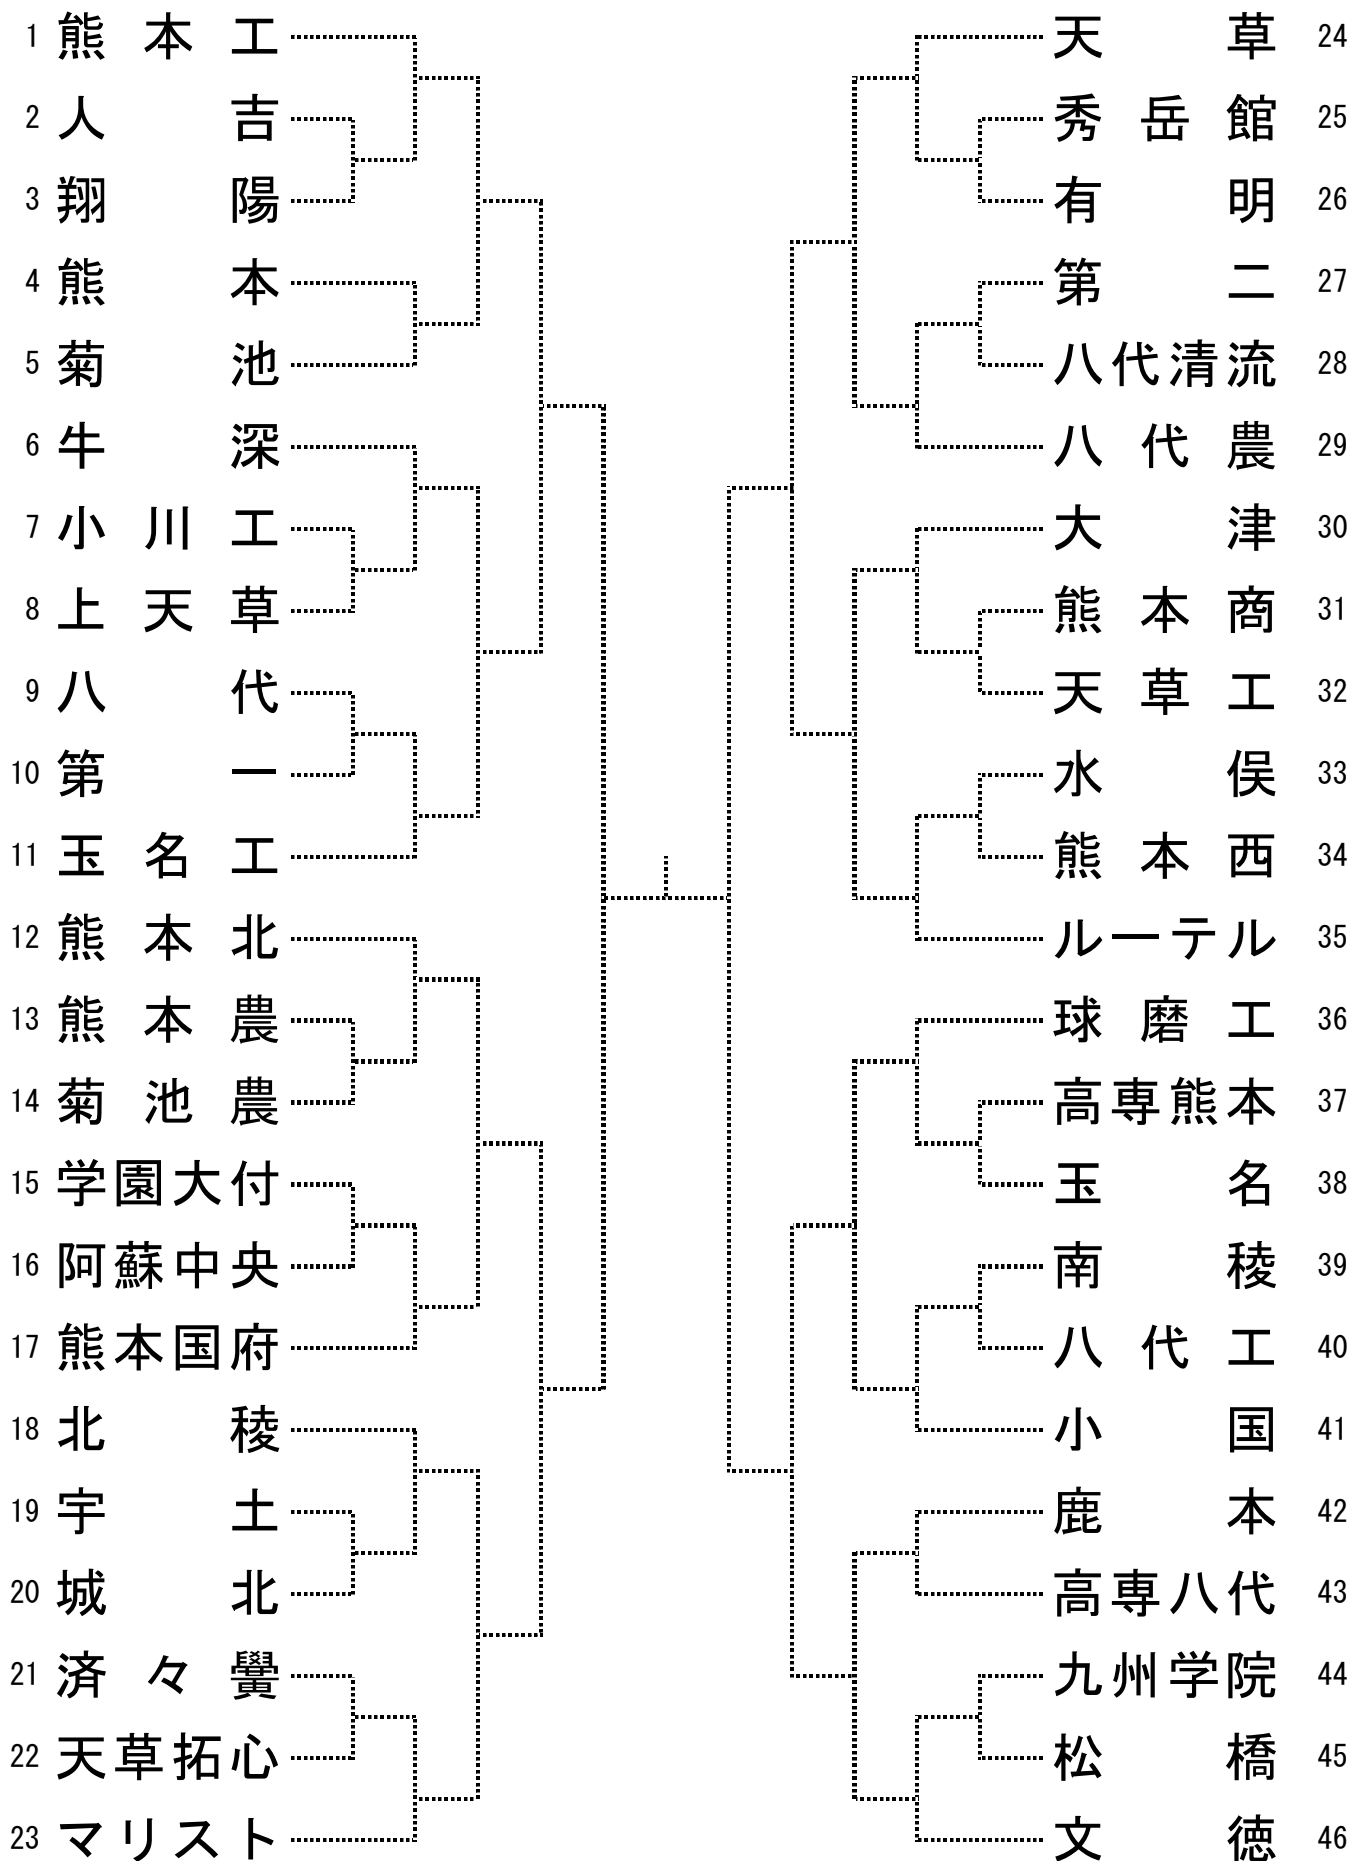 1 熊本工
2 人吉
3 翔陽
4 熊本
5 菊池
6 牛深
7 小川工
8 上天草
9 八代
10 第一
11 玉名工
12 熊本北
13 熊本農
14 菊池農
15 学園大付
16 阿蘇中央
17 熊本国府
18 北稜
19 宇土
20 城北
21 済々黌
22 天草拓心
23 マリスト
天草 24
秀岳館 25
有明 26
第二 27
八代清流 28
八代農 29
大津 30
熊本商 31
天草工 32
水俣 33
熊本西 34
ルーテル 35
球磨工 36
高専熊本 37
玉名 38
南稜 39
八代工 40
小国 41
鹿本 42
高専八代 43
九州学院 44
松橋 45
文徳 46